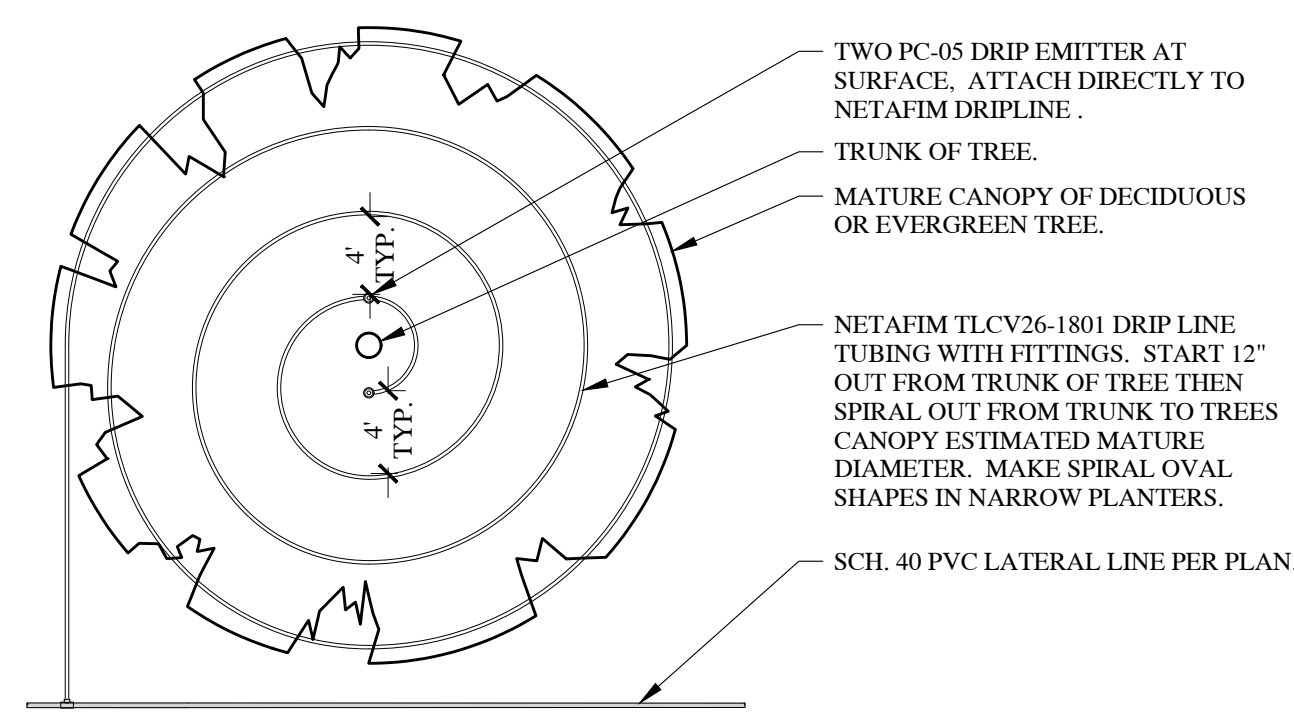 TWO PC-05 DRIP EMITTER AT
SURFACE, ATTACH DIRECTLY TO
NETAFIM DRIPLINE .
TRUNK OF TREE.
MATURE CANOPY OF DECIDUOUS
OR EVERGREEN TREE.
4'
TYP.
4'
TYP.
NETAFIM TLCV26-1801 DRIP LINE
TUBING WITH FITTINGS. START 12"
OUT FROM TRUNK OF TREE THEN
SPIRAL OUT FROM TRUNK TO TREES
CANOPY ESTIMATED MATURE
DIAMETER. MAKE SPIRAL OVAL
SHAPES IN NARROW PLANTERS.
SCH. 40 PVC LATERAL LINE PER PLAN.